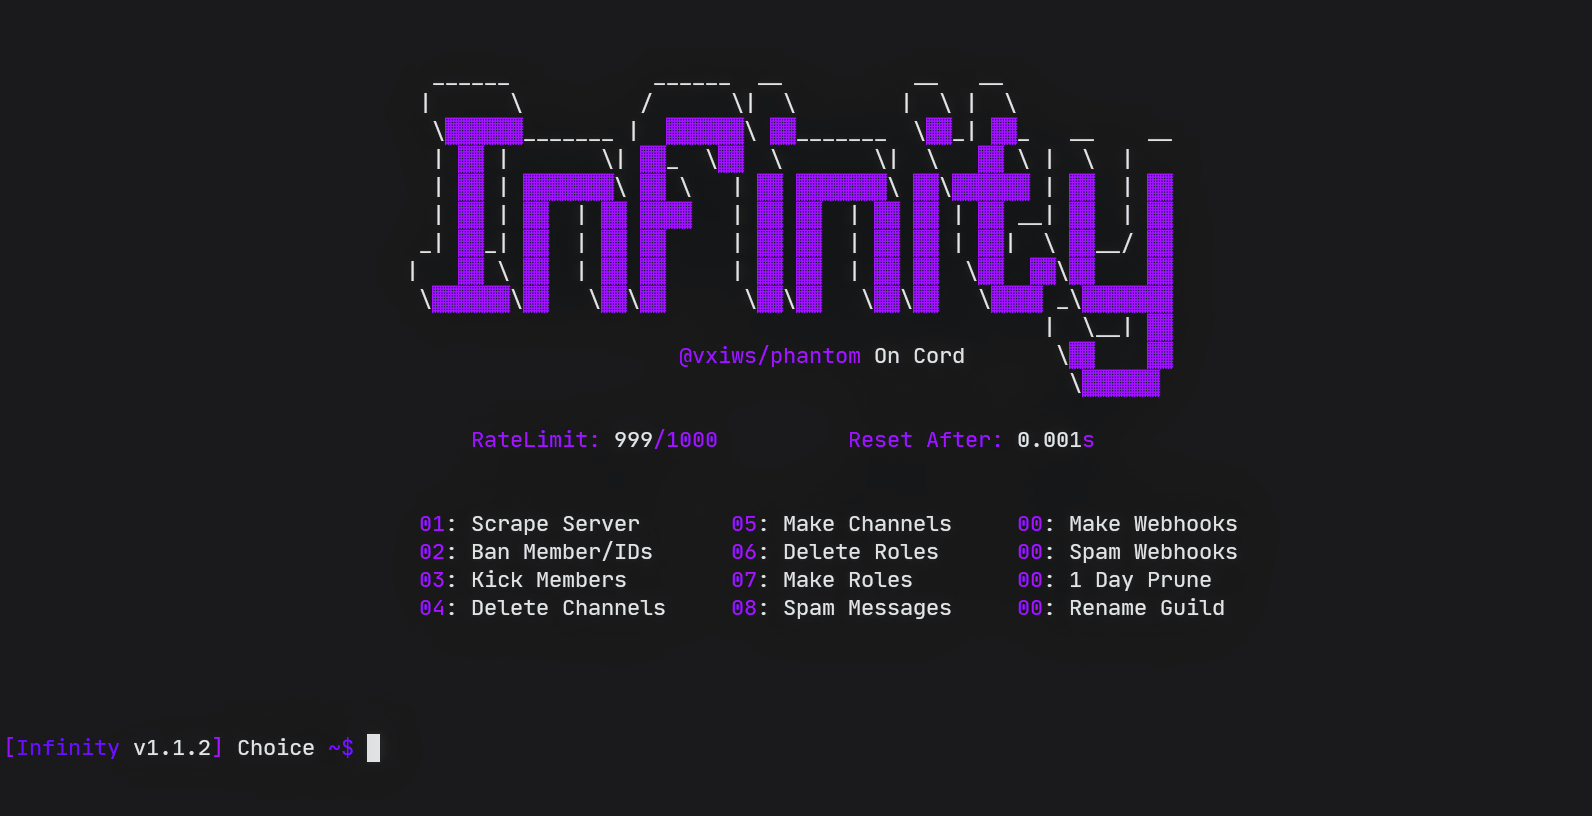 Infinity
@vxiws/phantom On Cord
RateLimit: 999/1000 Reset After: 0.001s
01: Scrape Server 05: Make Channels 00: Make Webhooks
02: Ban Member/IDs 06: Delete Roles 00: Spam Webhooks
03: Kick Members 07: Make Roles 00: 1 Day Prune
04: Delete Channels 08: Spam Messages 00: Rename Guild
[Infinity v1.1.2] Choice ~$